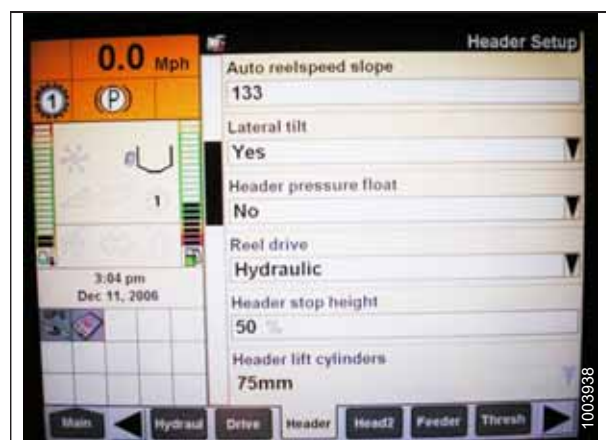 0.0 Mph
Header Setup
Auto reelspeed slope
133
1
(P)
Lateral tilt
Yes
Header pressure float
No
1
Reel drive
Hydraulic
3:04 pm
Dec 11, 2006
Header stop height
50 %
Header lift cylinders
75mm
Main
Hydraul
Drive
Header
Head2
Feeder
Thresh
1003938